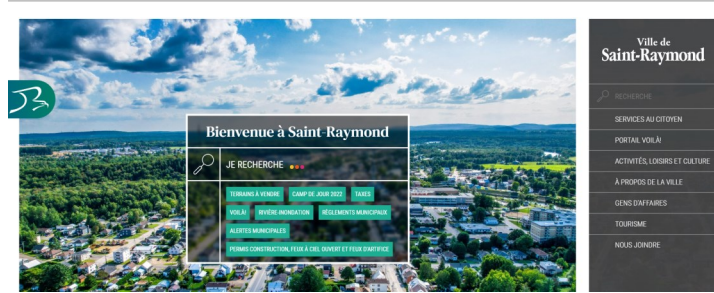 Bienvenue à Saint-Raymond
JE RECHERCHE
TERRAINS À VENDRE CAMP DE JOUR 2022 TAXES
VOILÀ! RIVIÈRE-INONDATION RÈGLEMENTS MUNICIPAUX
ALERTES MUNICIPALES
PERMIS CONSTRUCTION, FEUX À CIEL OUVERT ET FEUX D'ARTIFICE
Ville de
Saint-Raymond
RECHERCHE
SERVICES AU CITOYEN
PORTAIL VOILÀ!
ACTIVITÉS, LOISIRS ET CULTURE
À PROPOS DE LA VILLE
GENS D'AFFAIRES
TOURISME
NOUS JOINDRE